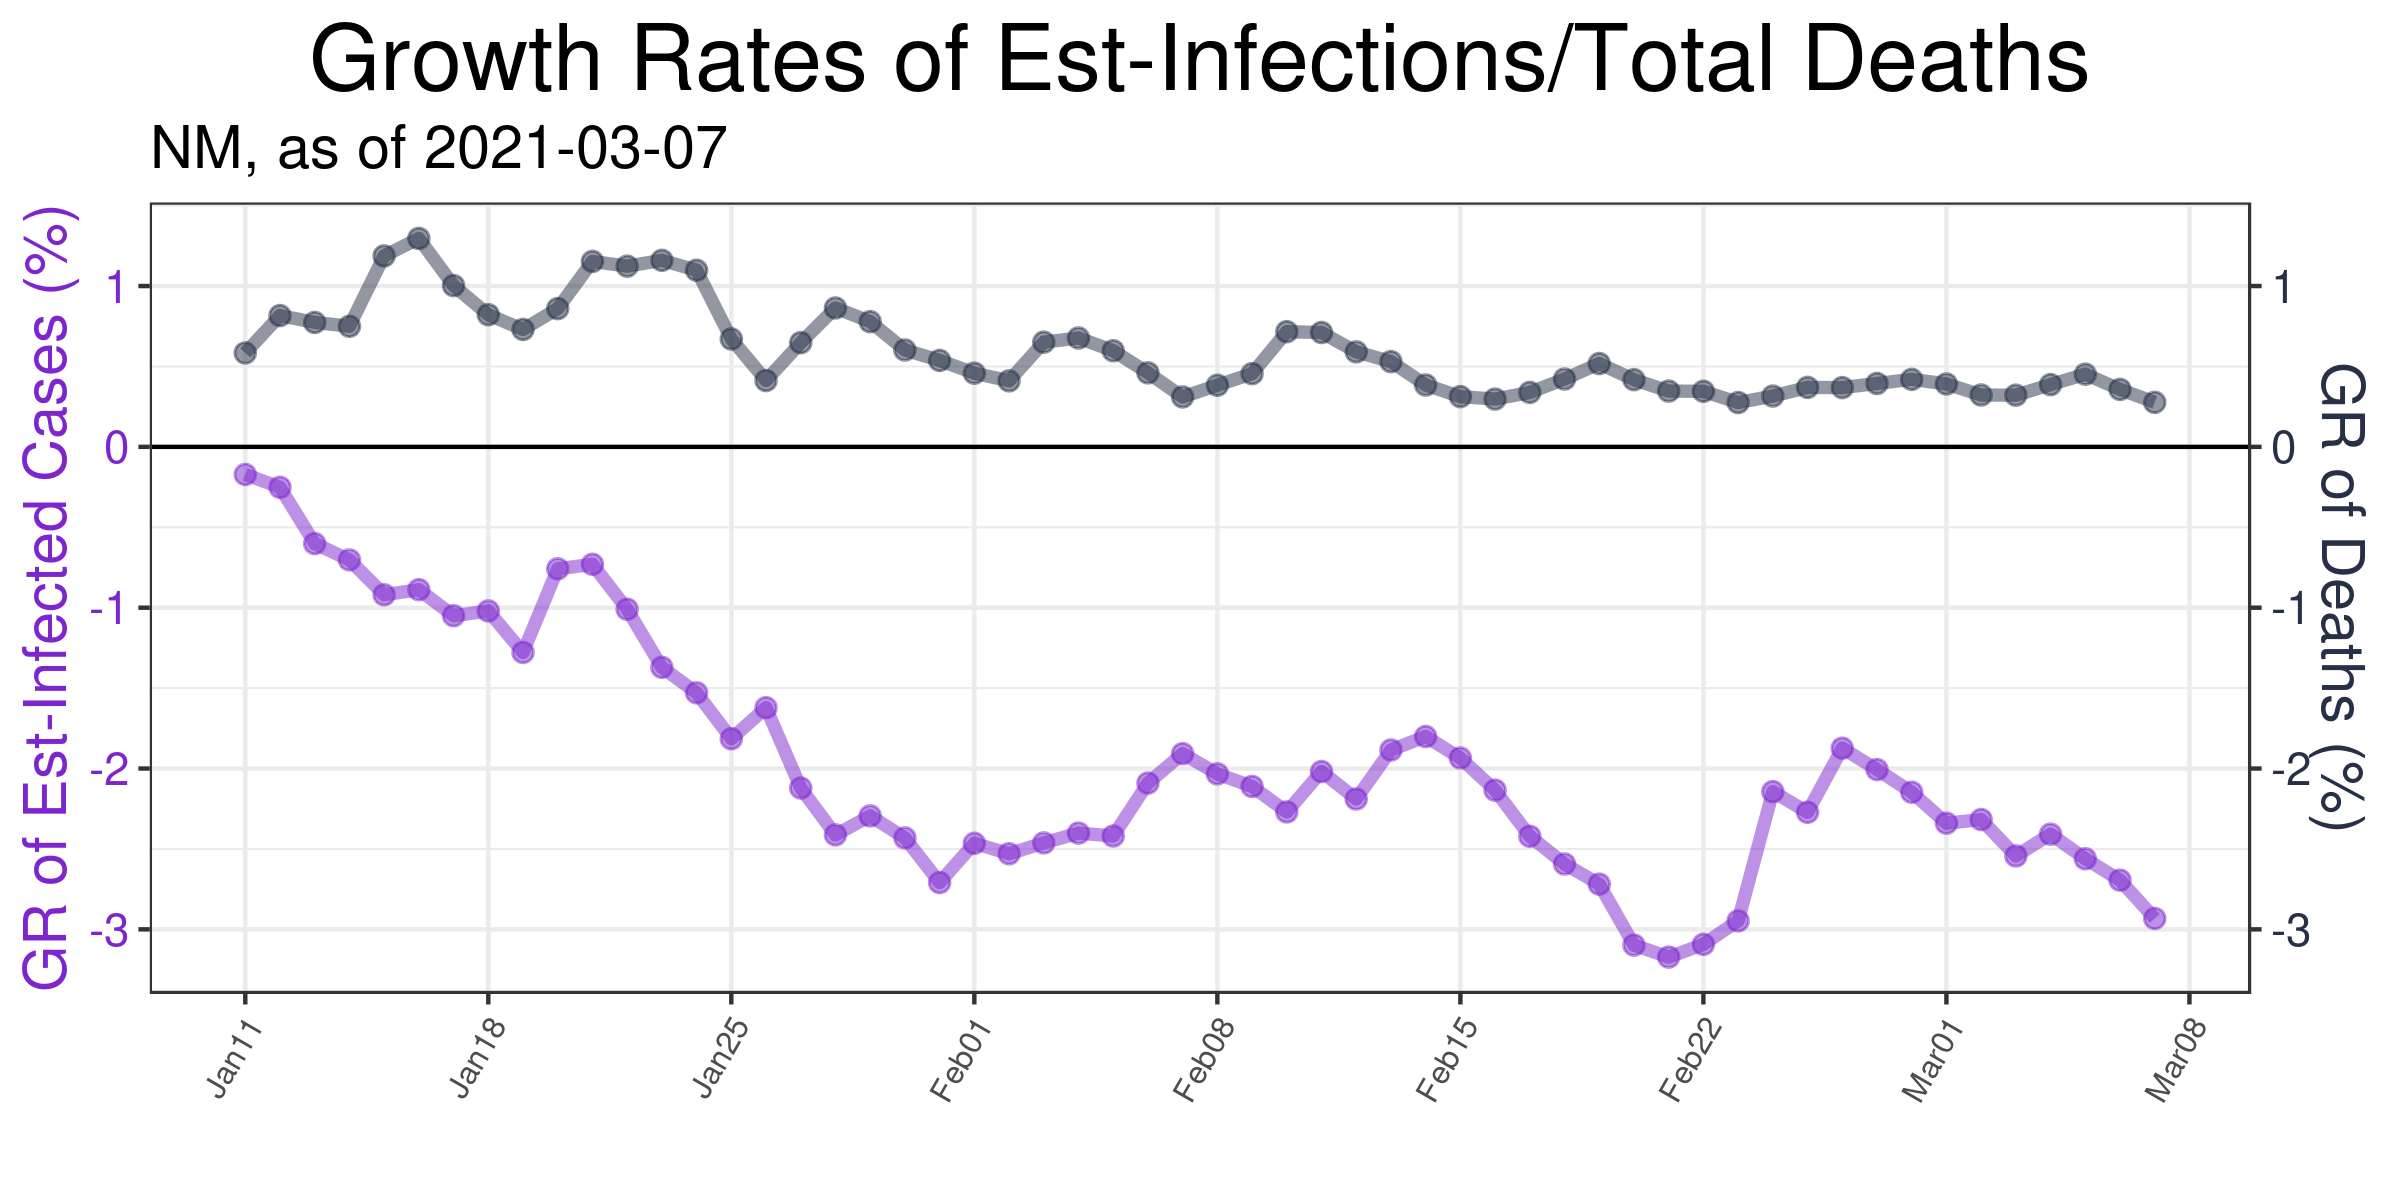 Growth Rates of Est-Infections/Total Deaths
NM, as of 2021-03-07
GR of Est-Infected Cases (%)
1
0
-1
-2
-3
1
0
-1
-2
-3
GR of Deaths (%)
Jan11
Jan18
Jan25
Feb01
Feb08
Feb15
Feb22
Mar01
Mar08